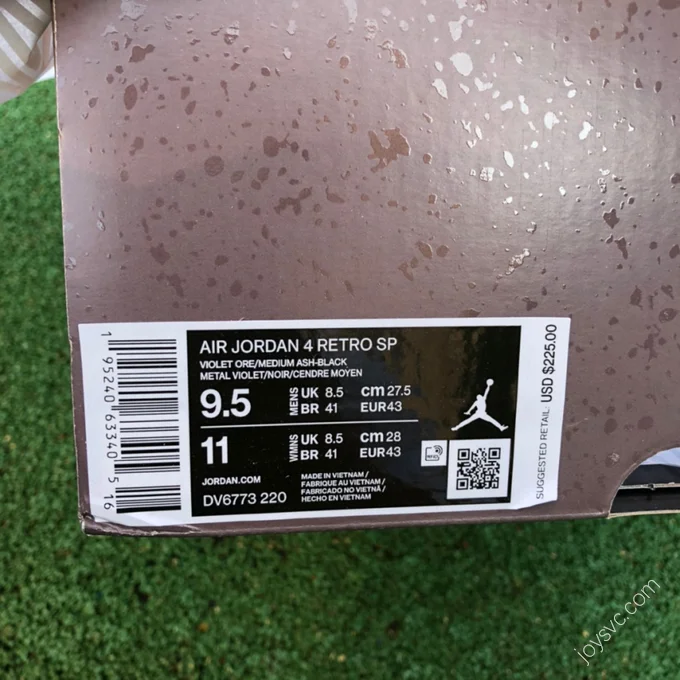 AIR JORDAN 4 RETRO SP
VIOLET ORE/MEDIUM ASH-BLACK
METAL VIOLET/NOIR/CENDRE MOYEN
9.5 MENS UK 8.5 cm 27.5
BR 41 EUR43
11 WMNS UK 8.5 cm 28
BR 41 EUR43
JORDAN.COM
DV6773 220
MADE IN VIETNAM /
FABRIQUE AU VIETNAM /
FABRICADO NO VIETNÃ /
HECHO EN VIETNAM
SUGGESTED RETAIL: USD $225.00
1 95240 63340 5 16
joysvc.com